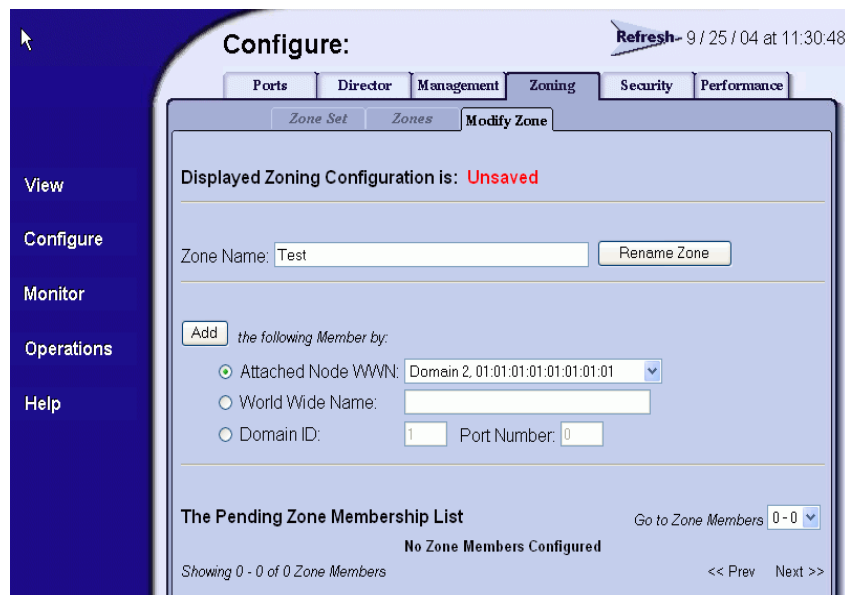 Configure:
Refresh- 9 / 25 / 04 at 11:30:48
Ports Director Management Zoning Security Performance
Zone Set Zones Modify Zone
View
Configure
Monitor
Operations
Help
Displayed Zoning Configuration is: Unsaved
Zone Name: Test Rename Zone
Add the following Member by:
Attached Node WWN: Domain 2, 01:01:01:01:01:01:01:01
World Wide Name:
Domain ID: 1 Port Number: 0
The Pending Zone Membership List Go to Zone Members 0 - 0
No Zone Members Configured
Showing 0 - 0 of 0 Zone Members << Prev Next >>